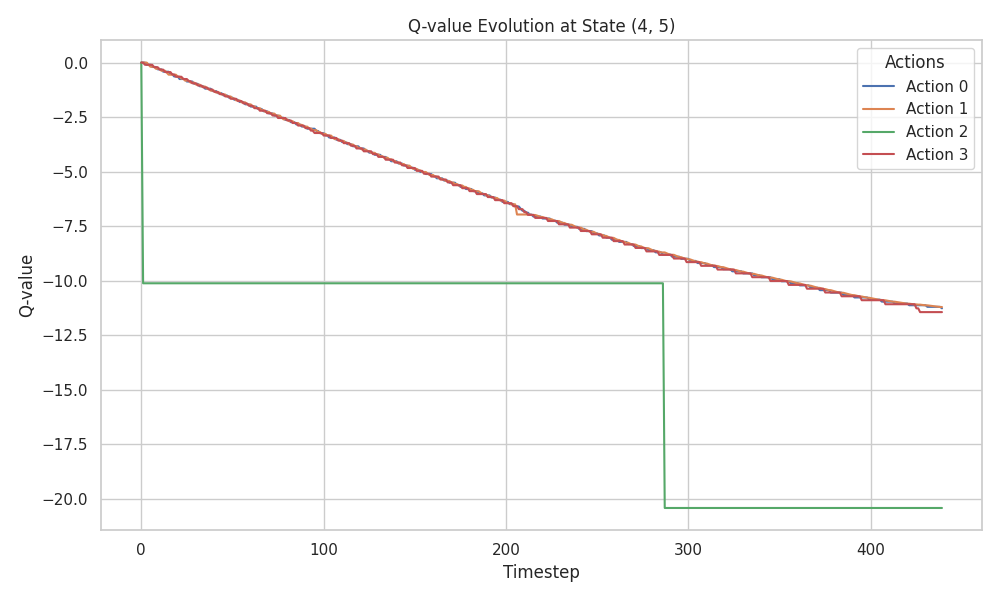 Q-value Evolution at State (4, 5)
Actions
Action 0
Action 1
Action 2
Action 3
Q-value
0.0
−2.5
−5.0
−7.5
−10.0
−12.5
−15.0
−17.5
−20.0
0 100 200 300 400
Timestep